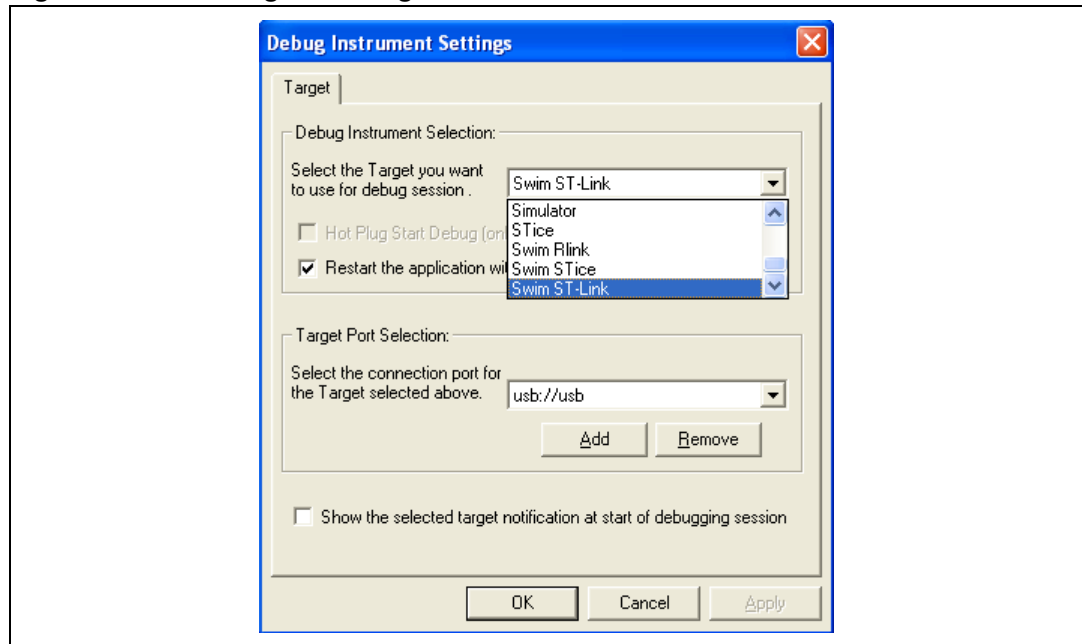 Debug Instrument Settings
Target
Debug Instrument Selection:
Select the Target you want
to use for debug session .
Swim ST-Link
Simulator
STice
Swim Rlink
Swim STice
Swim ST-Link
Hot Plug Start Debug
Restart the application
Target Port Selection:
Select the connection port for
the Target selected above.
usb://usb
Add
Remove
Show the selected target notification at start of debugging session
OK
Cancel
Apply